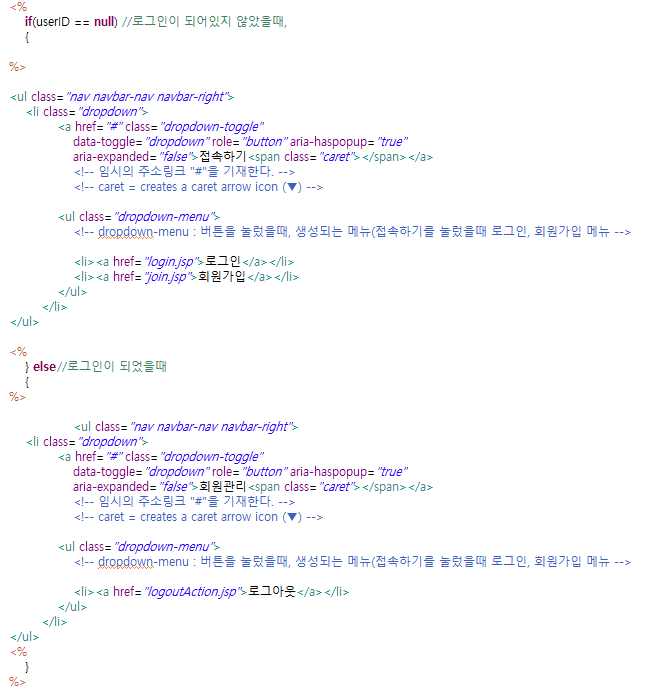 <%
if(userID == null) //로그인이 되어있지 않았을때,
{
%>
<ul class="nav navbar-nav navbar-right">
<li class="dropdown">
<a href="#" class="dropdown-toggle"
data-toggle="dropdown" role="button" aria-haspopup="true"
aria-expanded="false">접속하기<span class="caret"></span></a>
<!-- 임시의 주소링크 "#"을 기재한다. -->
<!-- caret = creates a caret arrow icon (▼) -->
<ul class="dropdown-menu">
<!-- dropdown-menu : 버튼을 눌렀을때, 생성되는 메뉴(접속하기를 눌렀을때 로그인, 회원가입 메뉴 -->
<li><a href="login.jsp">로그인</a></li>
<li><a href="join.jsp">회원가입</a></li>
</ul>
</li>
</ul>
<%
} else//로그인이 되었을때
{
%>
<ul class="nav navbar-nav navbar-right">
<li class="dropdown">
<a href="#" class="dropdown-toggle"
data-toggle="dropdown" role="button" aria-haspopup="true"
aria-expanded="false">회원관리<span class="caret"></span></a>
<!-- 임시의 주소링크 "#"을 기재한다. -->
<!-- caret = creates a caret arrow icon (▼) -->
<ul class="dropdown-menu">
<!-- dropdown-menu : 버튼을 눌렀을때, 생성되는 메뉴(접속하기를 눌렀을때 로그인, 회원가입 메뉴 -->
<li><a href="logoutAction.jsp">로그아웃</a></li>
</ul>
</li>
</ul>
<%
}
%>